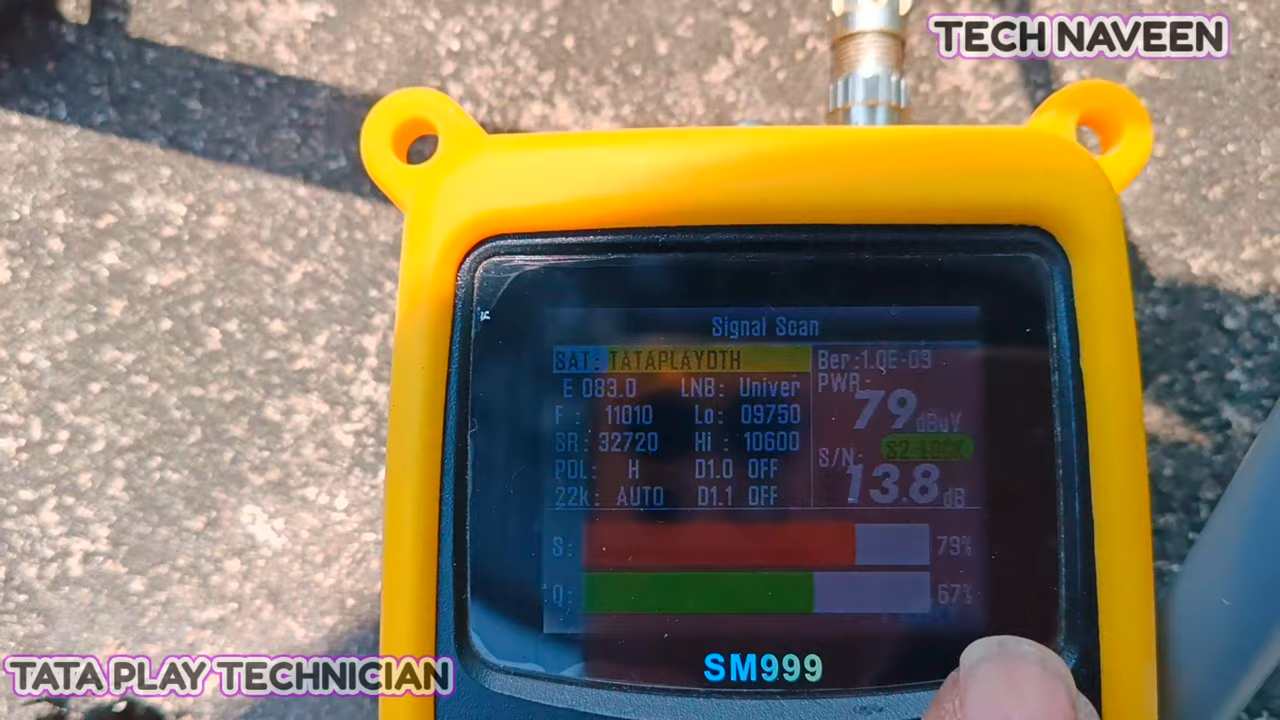 TECH NAVEEN
Signal Scan
SAT: TATAPLAYDTH
E 083.0 LNB: Univer
F : 11010 Lo: 09750
SR: 32720 Hi : 10600
POL: H D1.0 OFF
22k: AUTO D1.1 OFF
Ber:1.0E-09
PWR:
79 dBuV
S/N: S2 LOCK
13.8 dB
S: 79%
Q: 67%
SM999
TATA PLAY TECHNICIAN